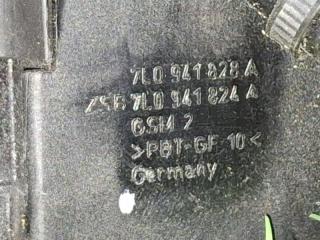 7L0 941 828 A
ZSB 7L0 941 824 A
GSM 2
>PBT-GF 10<
Germany